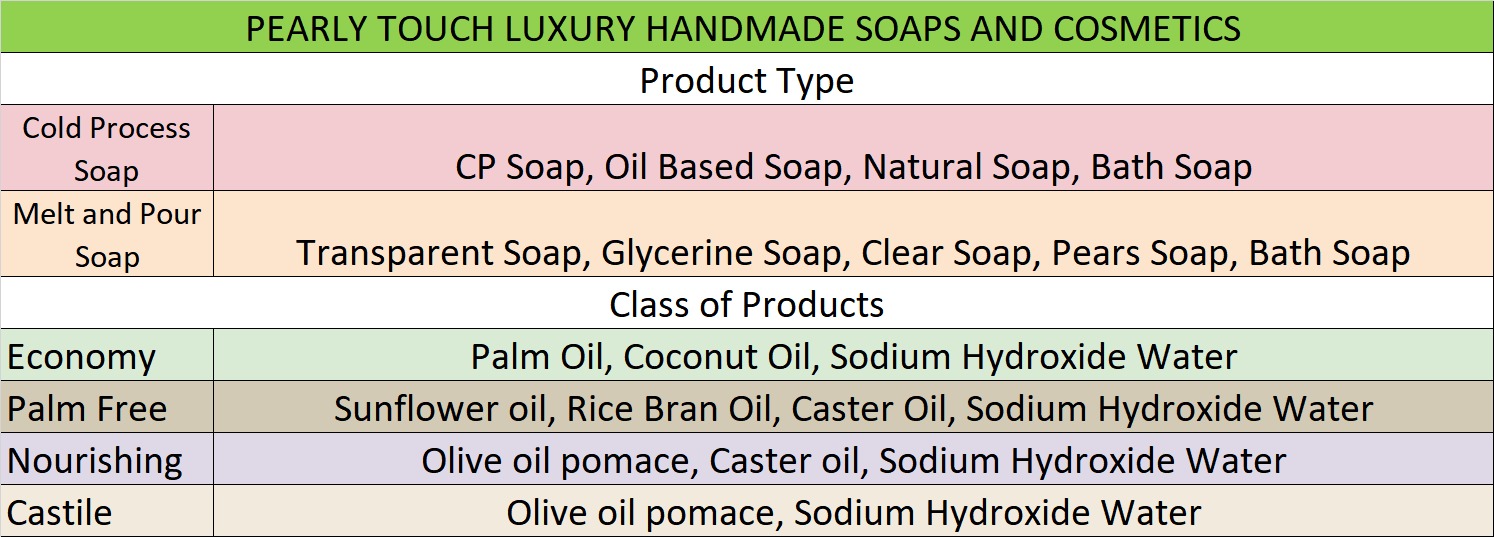 PEARLY TOUCH LUXURY HANDMADE SOAPS AND COSMETICS
Product Type
Cold Process
Soap
CP Soap, Oil Based Soap, Natural Soap, Bath Soap
Melt and Pour
Soap
Transparent Soap, Glycerine Soap, Clear Soap, Pears Soap, Bath Soap
Class of Products
Economy
Palm Oil, Coconut Oil, Sodium Hydroxide Water
Palm Free
Sunflower oil, Rice Bran Oil, Caster Oil, Sodium Hydroxide Water
Nourishing
Olive oil pomace, Caster oil, Sodium Hydroxide Water
Castile
Olive oil pomace, Sodium Hydroxide Water